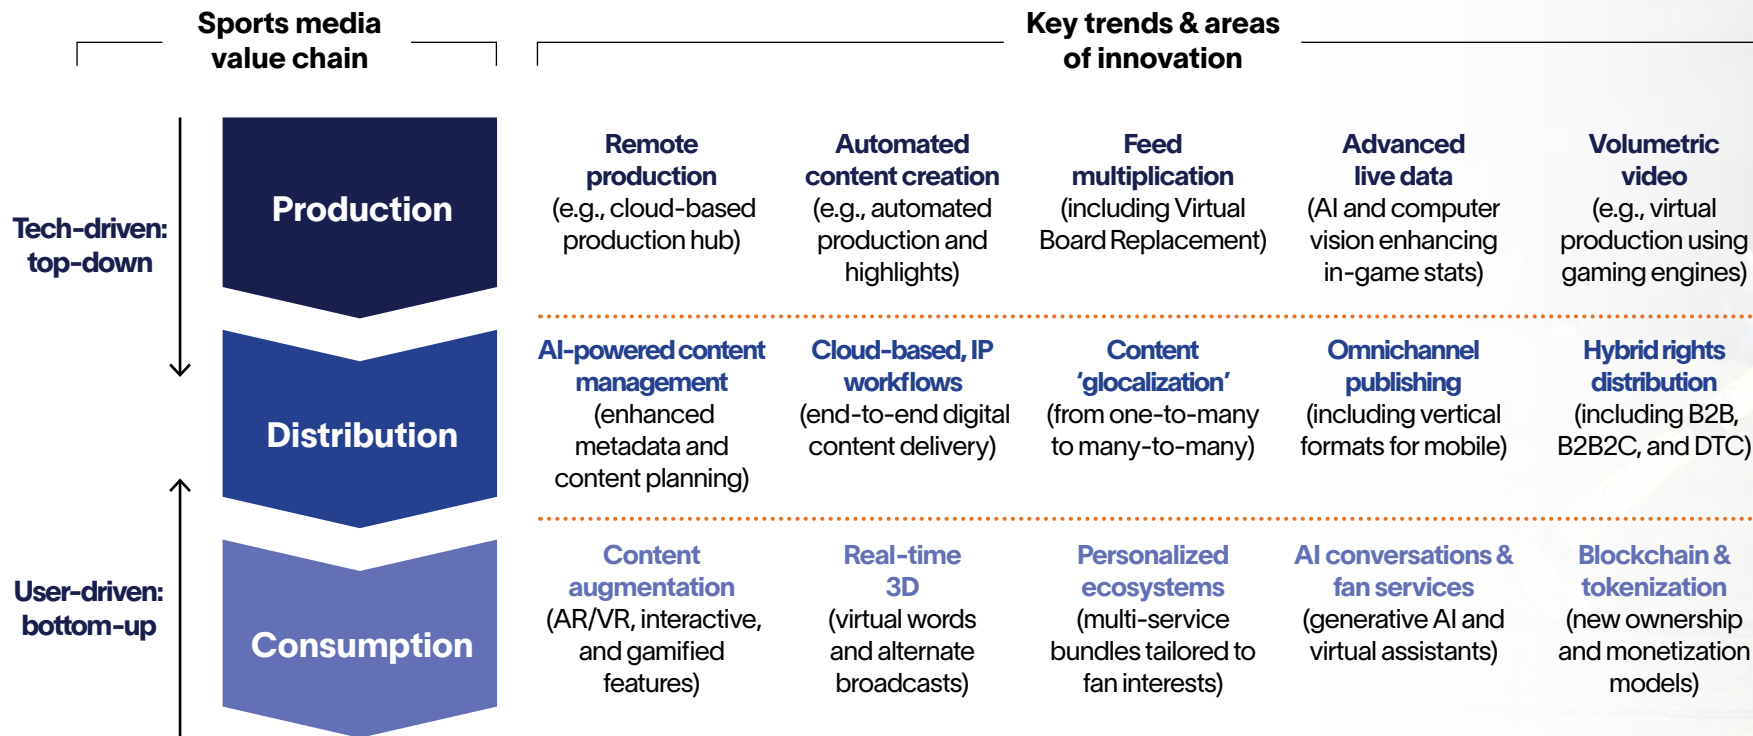 Sports media
value chain
Key trends & areas
of innovation
Tech-driven:
top-down
Production
Remote
production
(e.g., cloud-based
production hub)
Automated
content creation
(e.g., automated
production and
highlights)
Feed
multiplication
(including Virtual
Board Replacement)
Advanced
live data
(AI and computer
vision enhancing
in-game stats)
Volumetric
video
(e.g., virtual
production using
gaming engines)
Distribution
AI-powered content
management
(enhanced
metadata and
content planning)
Cloud-based, IP
workflows
(end-to-end digital
content delivery)
Content
‘glocalization’
(from one-to-many
to many-to-many)
Omnichannel
publishing
(including vertical
formats for mobile)
Hybrid rights
distribution
(including B2B,
B2B2C, and DTC)
User-driven:
bottom-up
Consumption
Content
augmentation
(AR/VR, interactive,
and gamified
features)
Real-time
3D
(virtual words
and alternate
broadcasts)
Personalized
ecosystems
(multi-service
bundles tailored to
fan interests)
AI conversations &
fan services
(generative AI and
virtual assistants)
Blockchain &
tokenization
(new ownership
and monetization
models)